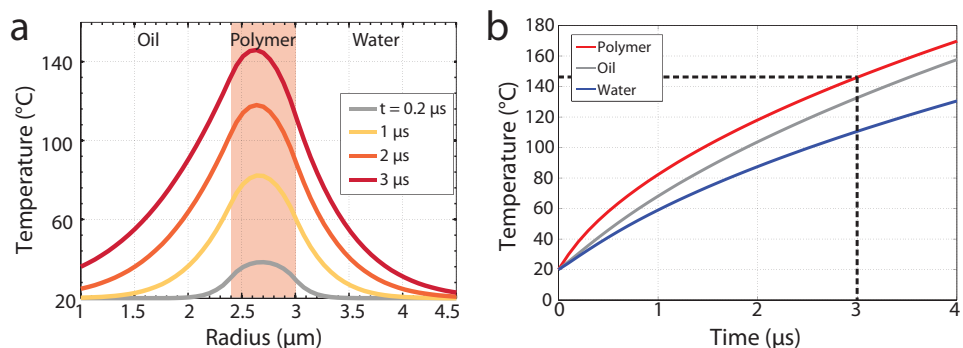 a
Oil Polymer Water
Temperature (°C)
140
100
60
20
t = 0.2 µs
1 µs
2 µs
3 µs
1 1.5 2 2.5 3 3.5 4 4.5
Radius (µm)
b
Temperature (°C)
180
160
140
120
100
80
60
40
20
0
Polymer
Oil
Water
0 1 2 3 4
Time (µs)